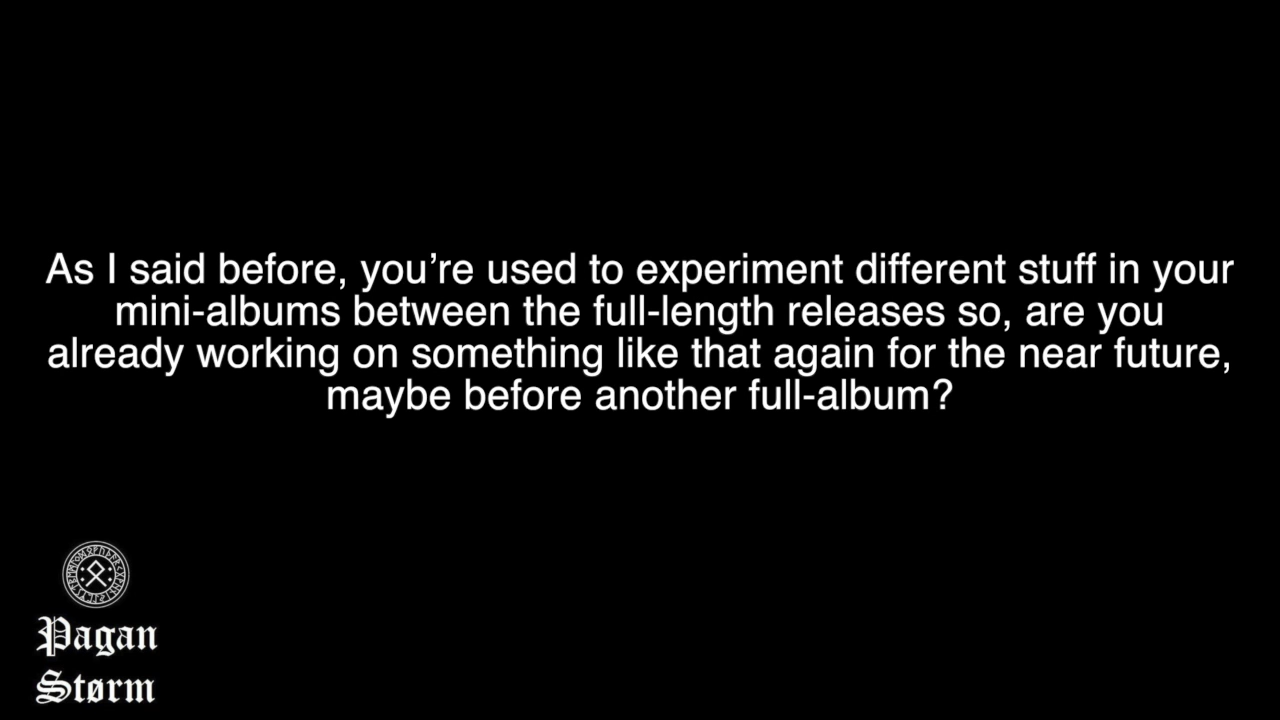 As I said before, you’re used to experiment different stuff in your
mini-albums between the full-length releases so, are you
already working on something like that again for the near future,
maybe before another full-album?
Pagan
Størm